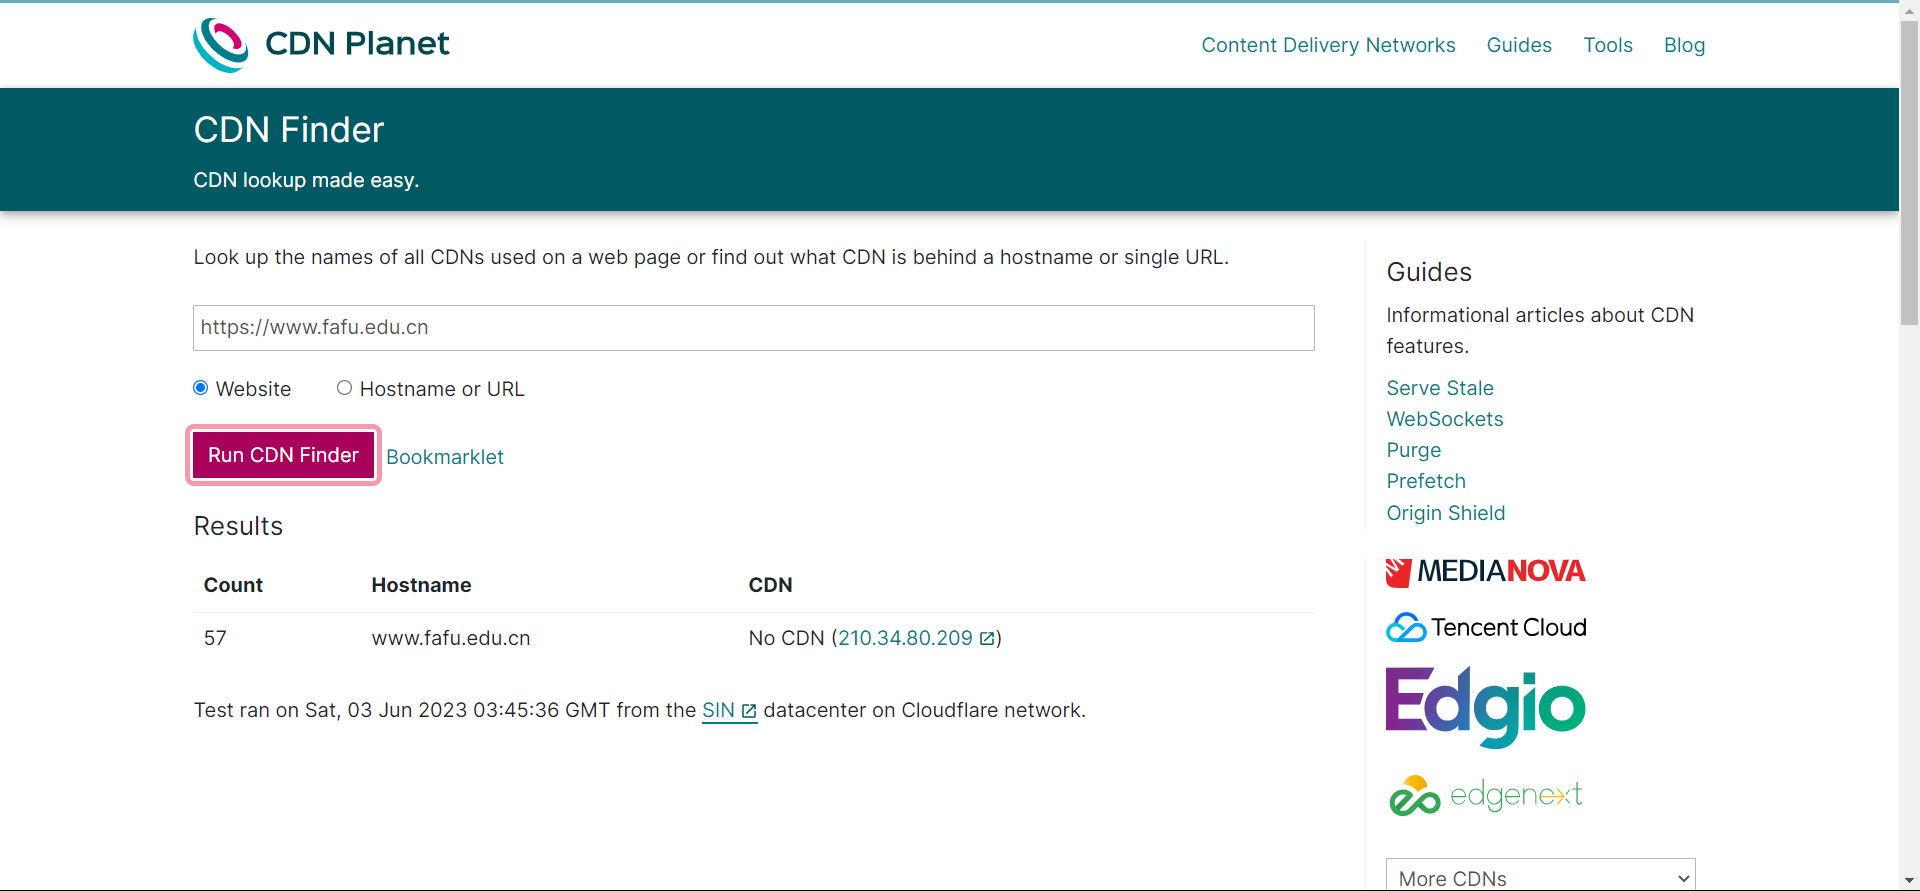 CDN Planet
Content Delivery Networks Guides Tools Blog
CDN Finder
CDN lookup made easy.
Look up the names of all CDNs used on a web page or find out what CDN is behind a hostname or single URL.
https://www.fafu.edu.cn
Website Hostname or URL
Run CDN Finder Bookmarklet
Results
Count Hostname CDN
57 www.fafu.edu.cn No CDN (210.34.80.209)
Test ran on Sat, 03 Jun 2023 03:45:36 GMT from the SIN datacenter on Cloudflare network.
Guides
Informational articles about CDN
features.
Serve Stale
WebSockets
Purge
Prefetch
Origin Shield
MEDIANOVA
Tencent Cloud
Edgio
edgenext
More CDNs